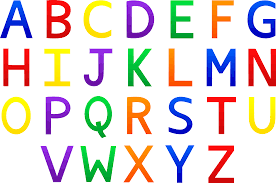 ABCDEFG
HIJKLMN
OPQRSTU
VWXYZ